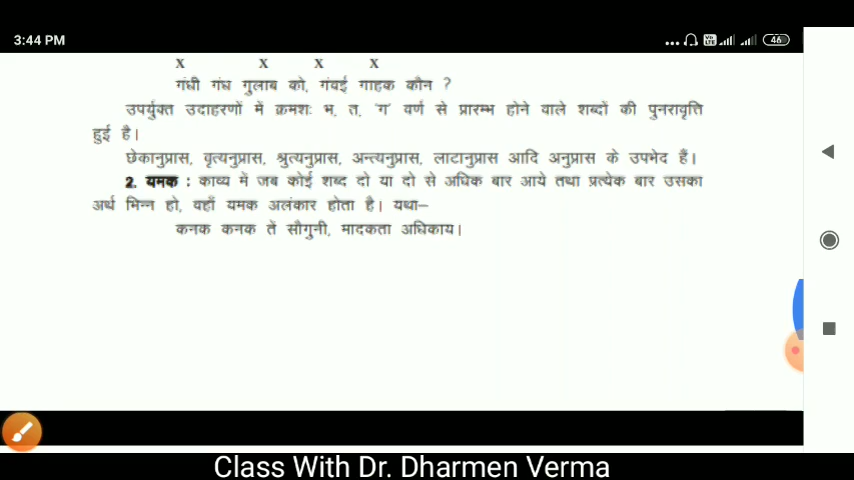 3:44 PM
46
x x x x
गंधी गंध गुलाब को, गंवई गाहक कौन ?
उपर्युक्त उदाहरणों में क्रमशः भ, त, 'ग' वर्ण से प्रारम्भ होने वाले शब्दों की पुनरावृत्ति
हुई है।
छेकानुप्रास, वृत्यनुप्रास, श्रुत्यनुप्रास, अन्त्यनुप्रास, लाटानुप्रास आदि अनुप्रास के उपभेद हैं।
2. यमक : काव्य में जब कोई शब्द दो या दो से अधिक बार आये तथा प्रत्येक बार उसका
अर्थ भिन्न हो, वहाँ यमक अलंकार होता है। यथा–
कनक कनक तें सौगुनी, मादकता अधिकाय।
Class With Dr. Dharmen Verma